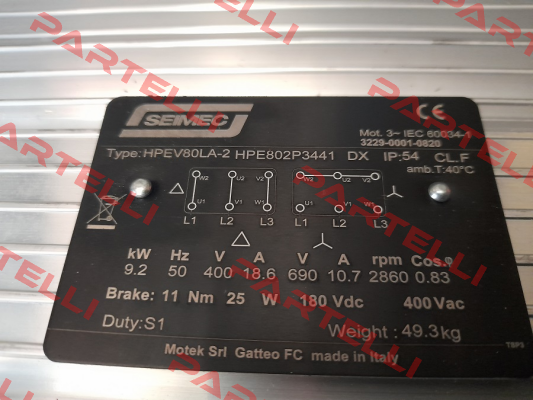 SEIMEC
CE
Mot. 3~ IEC 60034-1
3229-0001-0820
Type:HPEV80LA-2 HPE802P3441 DX IP:54 CL.F
amb.T:40°C
W2 U2 V2 W2 U2 V2
U1 V1 W1 U1 V1 W1
L1 L2 L3 L1 L2 L3
kW Hz V A V A rpm Cos.φ
9.2 50 400 18.6 690 10.7 2860 0.83
Brake: 11 Nm 25 W 180 Vdc 400 Vac
Duty:S1
Weight : 49.3kg
Motek Srl Gatteo FC made in Italy
PARTELLI
PARTELLI
PARTELLI
PARTELLI
PARTELLI
PARTELLI